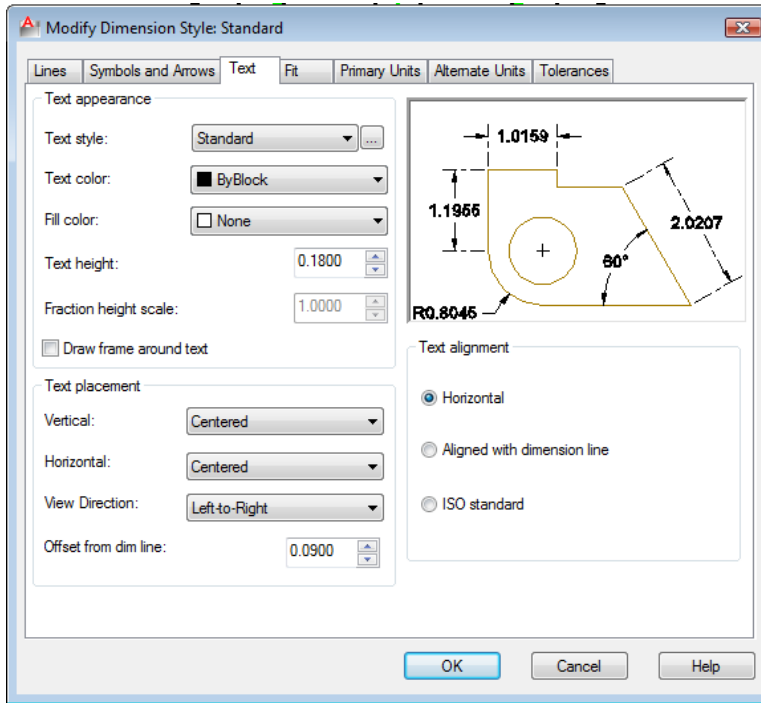 Modify Dimension Style: Standard
Lines Symbols and Arrows Text Fit Primary Units Alternate Units Tolerances
Text appearance
Text style: Standard ...
Text color: ByBlock
Fill color: None
Text height: 0.1800
Fraction height scale: 1.0000
Draw frame around text
Text placement
Vertical: Centered
Horizontal: Centered
View Direction: Left-to-Right
Offset from dim line: 0.0900
1.0159
1.1955
2.0207
60°
R0.8045
Text alignment
Horizontal
Aligned with dimension line
ISO standard
OK Cancel Help